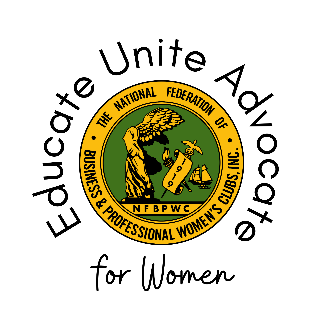 Educate Unite Advocate
• THE NATIONAL FEDERATION OF •
BUSINESS & PROFESSIONAL WOMEN'S CLUBS, INC.
NFBPWC
for Women